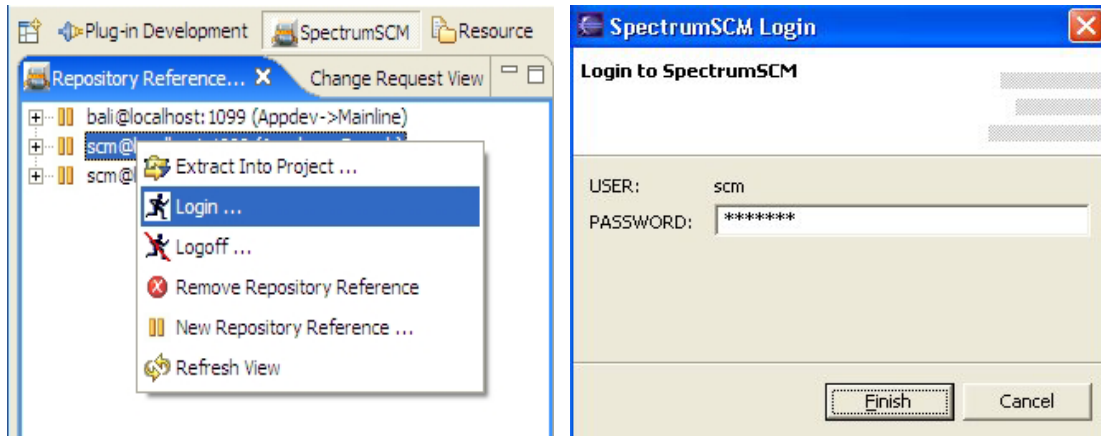 Plug-in Development SpectrumSCM Resource
Repository Reference... Change Request View
bali@localhost:1099 (Appdev->Mainline)
scm@
scm@
Extract Into Project ...
Login ...
Logoff ...
Remove Repository Reference
New Repository Reference ...
Refresh View
SpectrumSCM Login
Login to SpectrumSCM
USER: scm
PASSWORD: *******
Finish Cancel